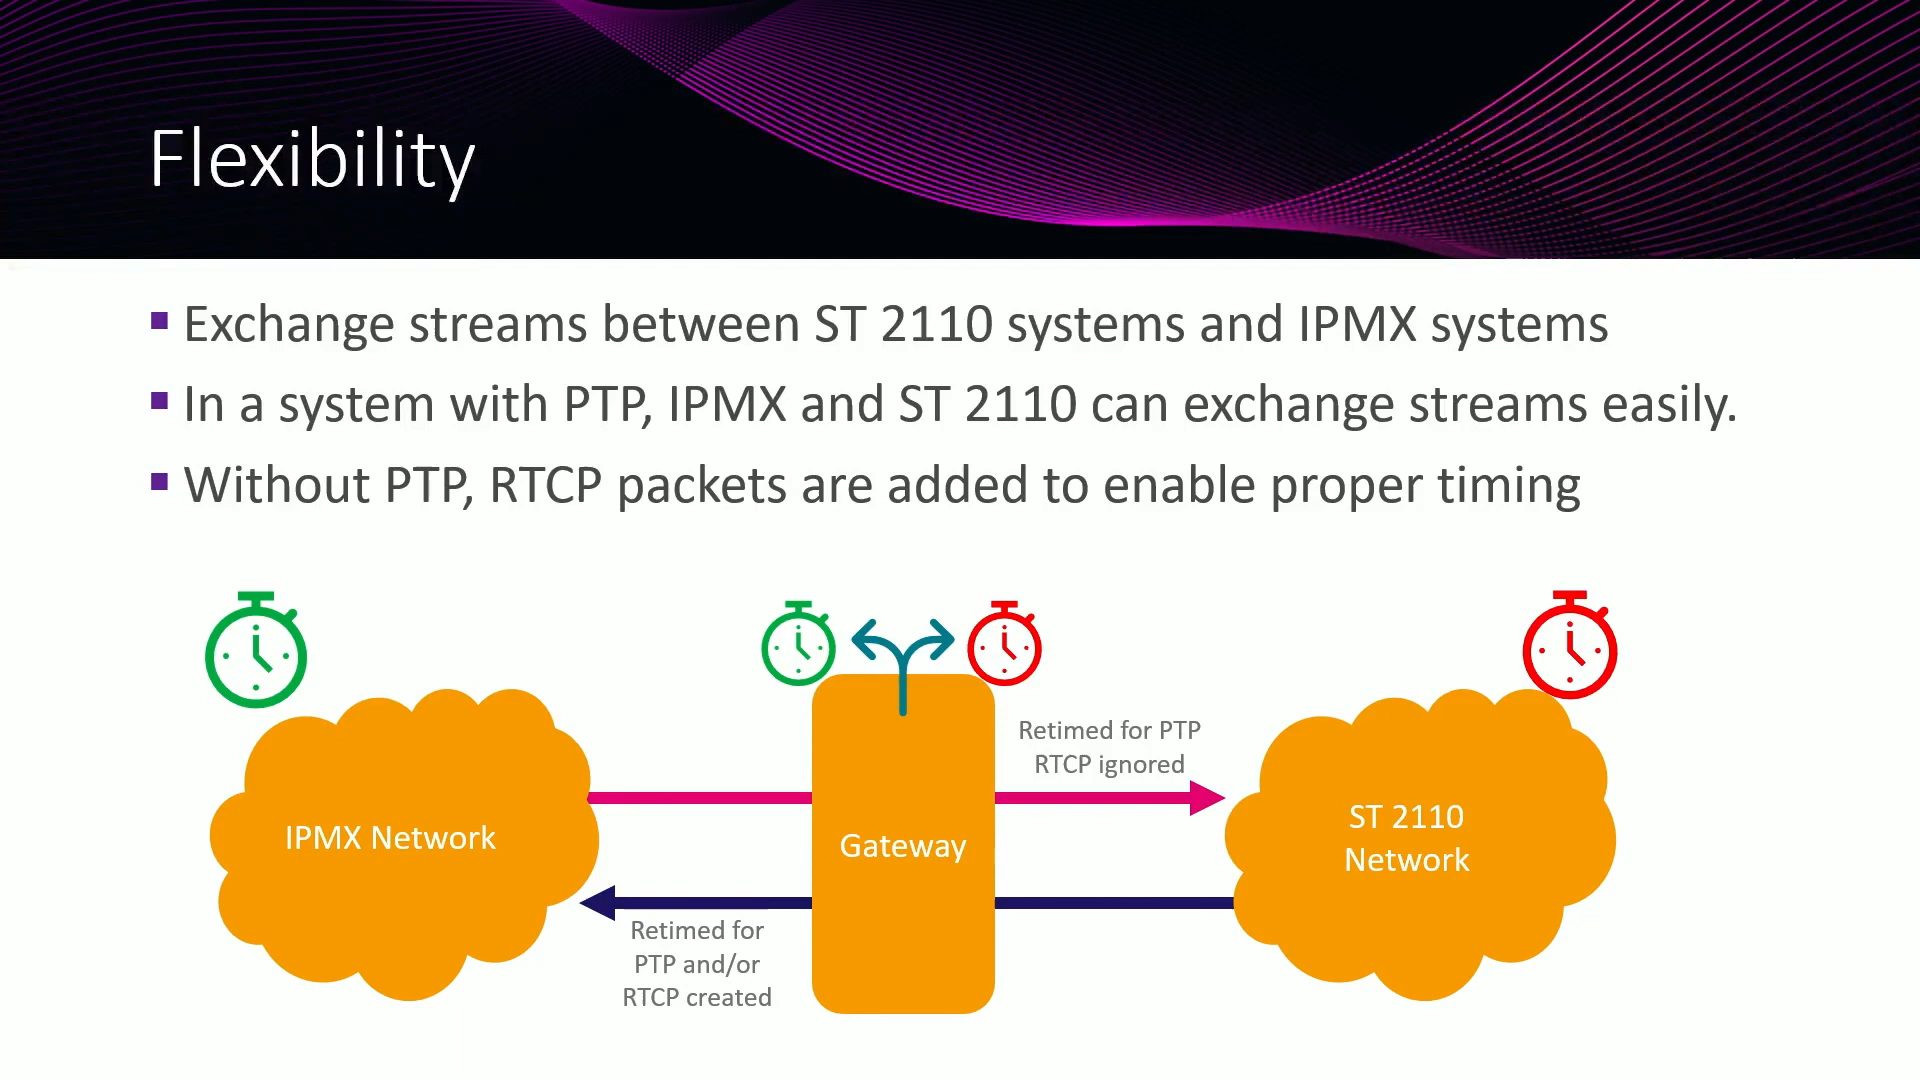 Flexibility
Exchange streams between ST 2110 systems and IPMX systems
In a system with PTP, IPMX and ST 2110 can exchange streams easily.
Without PTP, RTCP packets are added to enable proper timing
Retimed for PTP
RTCP ignored
IPMX Network
Gateway
ST 2110
Network
Retimed for
PTP and/or
RTCP created